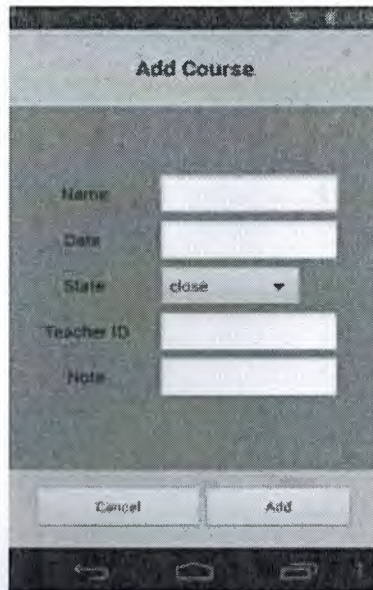 Add Course
Name
Date
State close
Teacher ID
Note
Cancel Add